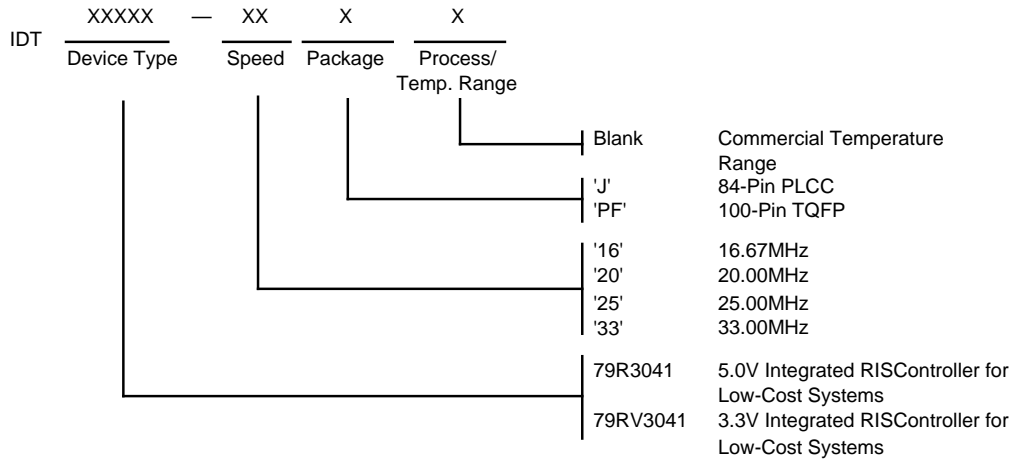 XXXXX — XX X X
IDT
Device Type Speed Package Process/
Temp. Range
Blank Commercial Temperature
Range
'J' 84-Pin PLCC
'PF' 100-Pin TQFP
'16' 16.67MHz
'20' 20.00MHz
'25' 25.00MHz
'33' 33.00MHz
79R3041 5.0V Integrated RISController for
Low-Cost Systems
79RV3041 3.3V Integrated RISController for
Low-Cost Systems